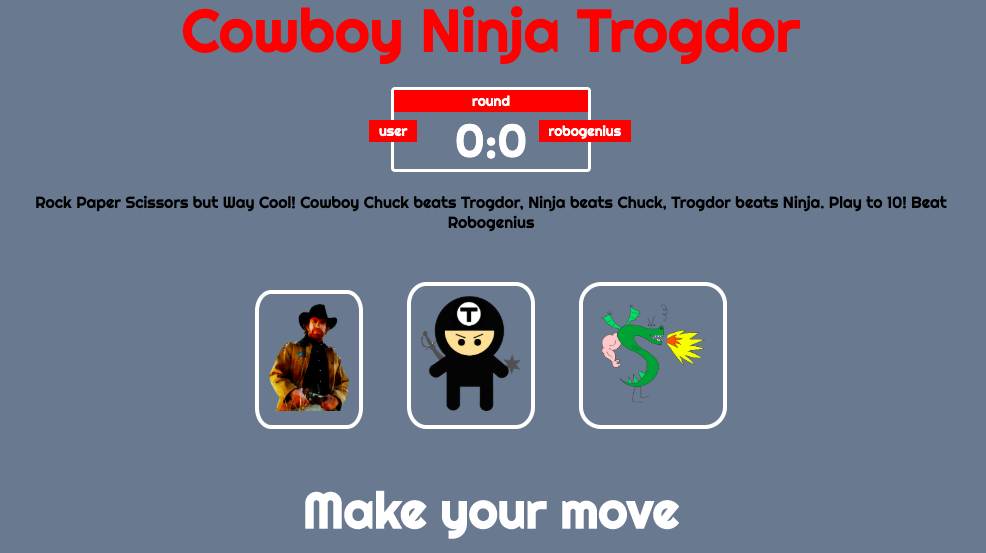 Cowboy Ninja Trogdor
round
user
0:0
robogenius
Rock Paper Scissors but Way Cool! Cowboy Chuck beats Trogdor, Ninja beats Chuck, Trogdor beats Ninja. Play to 10! Beat
Robogenius
T
Make your move